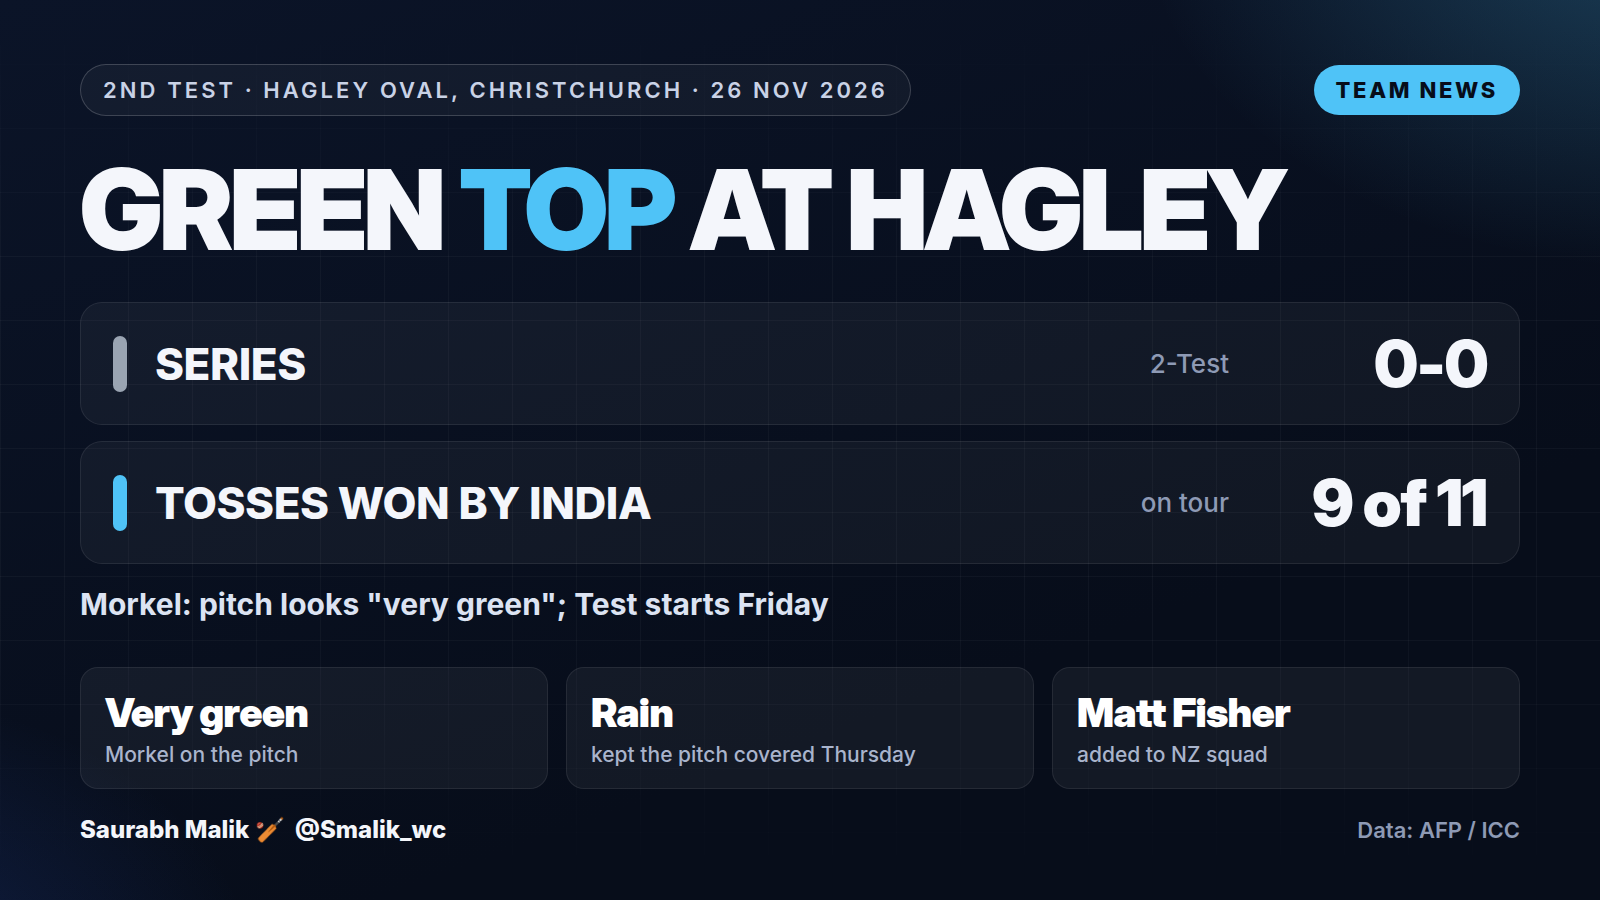 2ND TEST · HAGLEY OVAL, CHRISTCHURCH · 26 NOV 2026
TEAM NEWS
GREEN TOP AT HAGLEY
SERIES 2-Test 0-0
TOSSES WON BY INDIA on tour 9 of 11
Morkel: pitch looks "very green"; Test starts Friday
Very green
Morkel on the pitch
Rain
kept the pitch covered Thursday
Matt Fisher
added to NZ squad
Saurabh Malik 🏏 @Smalik_wc
Data: AFP / ICC